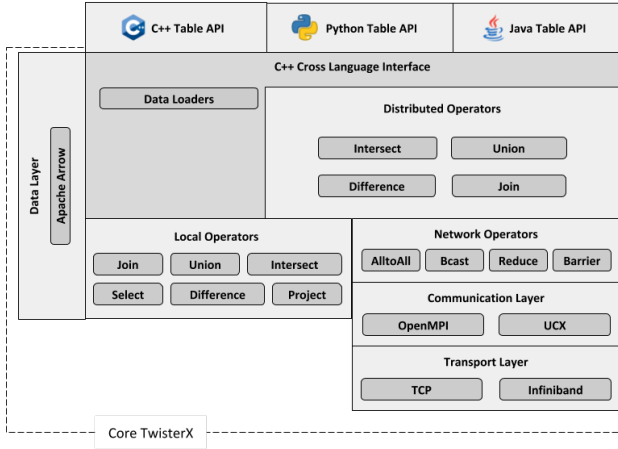 C++ Table API
Python Table API
Java Table API
C++ Cross Language Interface
Data Layer
Apache Arrow
Data Loaders
Distributed Operators
Intersect
Union
Difference
Join
Local Operators
Join
Union
Intersect
Select
Difference
Project
Network Operators
AlltoAll
Bcast
Reduce
Barrier
Communication Layer
OpenMPI
UCX
Transport Layer
TCP
Infiniband
Core TwisterX